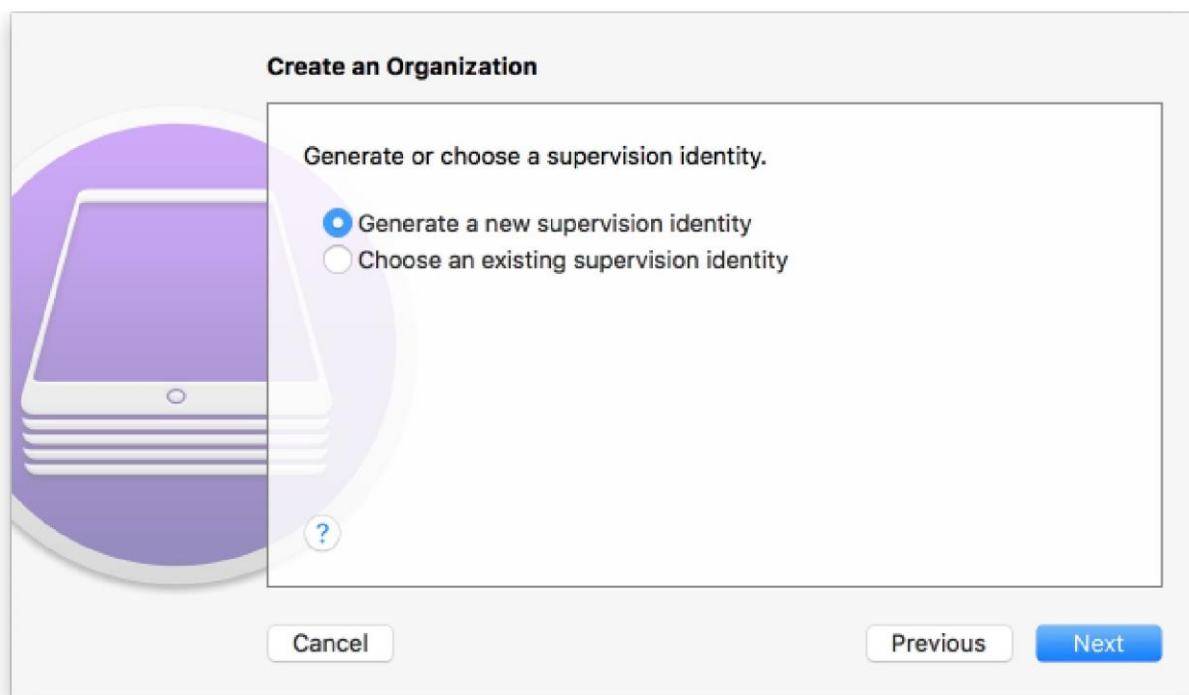 Create an Organization
Generate or choose a supervision identity.
Generate a new supervision identity
Choose an existing supervision identity
?
Cancel
Previous
Next